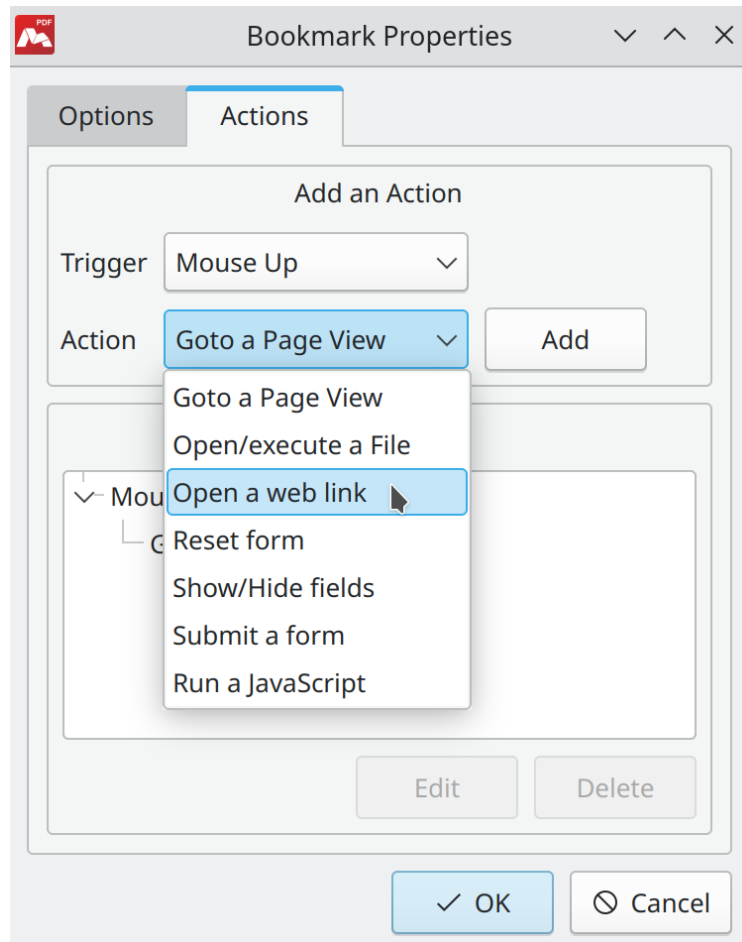 PDF
Bookmark Properties
Options Actions
Add an Action
Trigger Mouse Up
Action Goto a Page View Add
Goto a Page View
Open/execute a File
Open a web link
Reset form
Show/Hide fields
Submit a form
Run a JavaScript
Edit Delete
OK Cancel